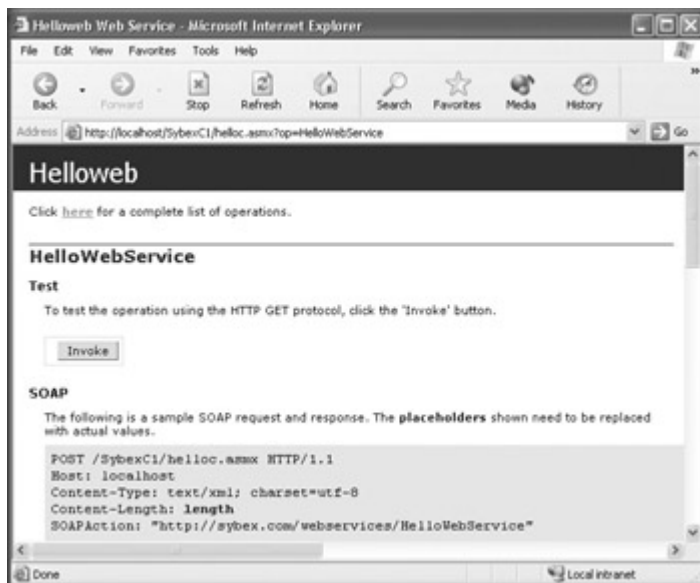 Helloweb Web Service - Microsoft Internet Explorer
File Edit View Favorites Tools Help
Back Forward Stop Refresh Home Search Favorites Media History
Address http://localhost/SybexC1/helloc.asmx?op=HelloWebService Go
Helloweb
Click here for a complete list of operations.
HelloWebService
Test
To test the operation using the HTTP GET protocol, click the 'Invoke' button.
Invoke
SOAP
The following is a sample SOAP request and response. The placeholders shown need to be replaced
with actual values.
POST /SybexC1/helloc.asmx HTTP/1.1
Host: localhost
Content-Type: text/xml; charset=utf-8
Content-Length: length
SOAPAction: "http://sybex.com/webservices/HelloWebService"
Done Local intranet